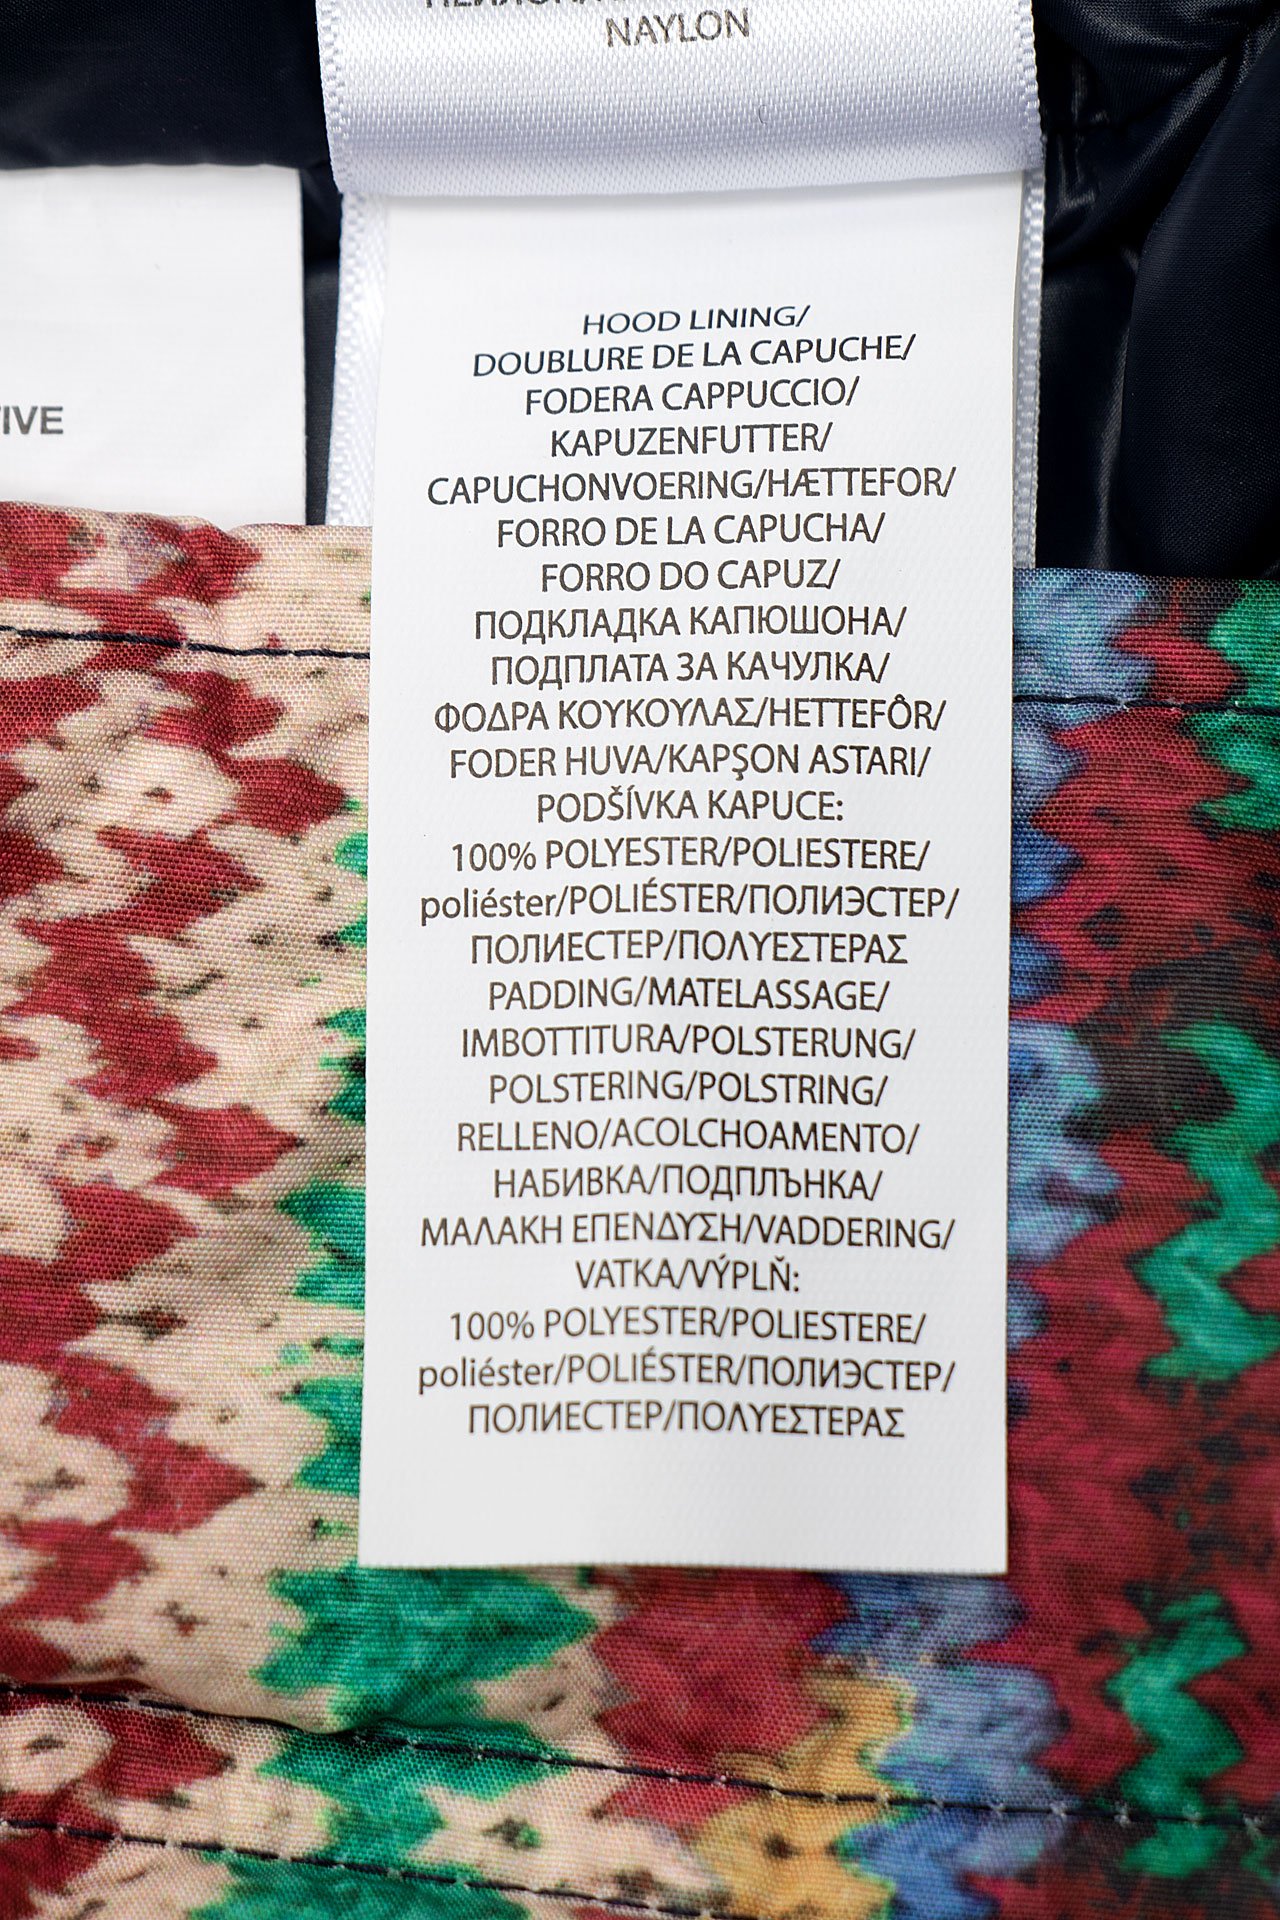 NAYLON
TIVE
HOOD LINING/
DOUBLURE DE LA CAPUCHE/
FODERA CAPPUCCIO/
KAPUZENFUTTER/
CAPUCHONVOERING/HÆTTEFOR/
FORRO DE LA CAPUCHA/
FORRO DO CAPUZ/
ПОДКЛАДКА КАПЮШОНА/
ПОДПЛАТА ЗА КАЧУЛКА/
ΦΟΔΡΑ ΚΟΥΚΟΥΛΑΣ/HETTEFÔR/
FODER HUVA/KAPŞON ASTARI/
PODŠÍVKA KAPUCE:
100% POLYESTER/POLIESTERE/
poliéster/POLIÉSTER/ПОЛИЭСТЕР/
ПОЛИЕСТЕР/ΠΟΛΥΕΣΤΕΡΑΣ
PADDING/MATELASSAGE/
IMBOTTITURA/POLSTERUNG/
POLSTERING/POLSTRING/
RELLENO/ACOLCHOAMENTO/
НАБИВКА/ПОДПЛЪНКА/
ΜΑΛΑΚΗ ΕΠΕΝΔΥΣΗ/VADDERING/
VATKA/VÝPLŇ:
100% POLYESTER/POLIESTERE/
poliéster/POLIÉSTER/ПОЛИЭСТЕР/
ПОЛИЕСТЕР/ΠΟΛΥΕΣΤΕΡΑΣ